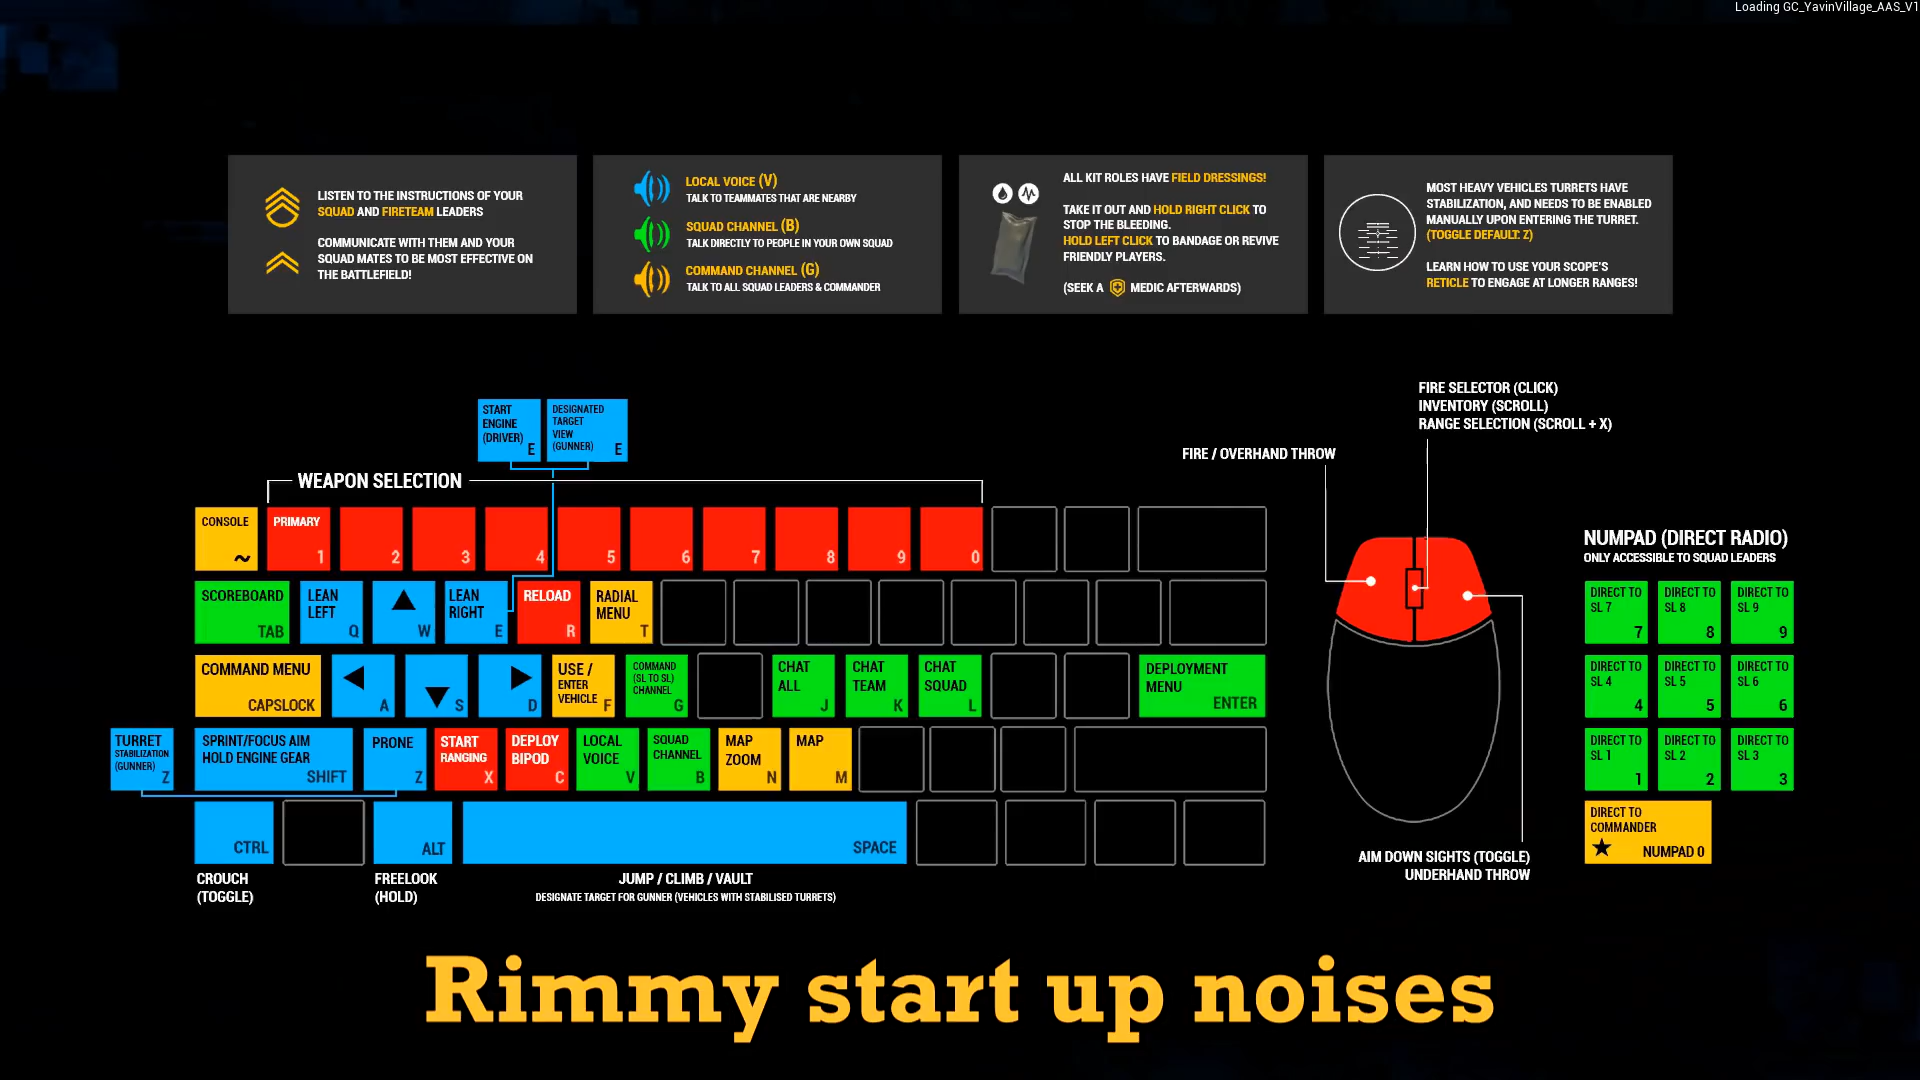 Loading GC_YavinVillage_AAS_V1
LISTEN TO THE INSTRUCTIONS OF YOUR
SQUAD AND FIRETEAM LEADERS
COMMUNICATE WITH THEM AND YOUR
SQUAD MATES TO BE MOST EFFECTIVE ON
THE BATTLEFIELD!
LOCAL VOICE (V)
TALK TO TEAMMATES THAT ARE NEARBY
SQUAD CHANNEL (B)
TALK DIRECTLY TO PEOPLE IN YOUR OWN SQUAD
COMMAND CHANNEL (G)
TALK TO ALL SQUAD LEADERS & COMMANDER
ALL KIT ROLES HAVE FIELD DRESSINGS!
TAKE IT OUT AND HOLD RIGHT CLICK TO
STOP THE BLEEDING.
HOLD LEFT CLICK TO BANDAGE OR REVIVE
FRIENDLY PLAYERS.
(SEEK A MEDIC AFTERWARDS)
MOST HEAVY VEHICLES TURRETS HAVE
STABILIZATION, AND NEEDS TO BE ENABLED
MANUALLY UPON ENTERING THE TURRET.
(TOGGLE DEFAULT: Z)
LEARN HOW TO USE YOUR SCOPE'S
RETICLE TO ENGAGE AT LONGER RANGES!
START
ENGINE
(DRIVER)
E
DESIGNATED
TARGET
VIEW
(GUNNER)
E
WEAPON SELECTION
CONSOLE
~
PRIMARY
1
2
3
4
5
6
7
8
9
0
SCOREBOARD
TAB
LEAN
LEFT
Q
W
LEAN
RIGHT
E
RELOAD
R
RADIAL
MENU
T
COMMAND MENU
CAPSLOCK
A
S
D
USE /
ENTER
VEHICLE
F
COMMAND
(SL TO SL)
CHANNEL
G
CHAT
ALL
J
CHAT
TEAM
K
CHAT
SQUAD
L
DEPLOYMENT
MENU
ENTER
TURRET
STABILIZATION
(GUNNER)
Z
SPRINT/FOCUS AIM
HOLD ENGINE GEAR
SHIFT
PRONE
Z
START
RANGING
X
DEPLOY
BIPOD
C
LOCAL
VOICE
V
SQUAD
CHANNEL
B
MAP
ZOOM
N
MAP
M
CTRL
ALT
SPACE
CROUCH
(TOGGLE)
FREELOOK
(HOLD)
JUMP / CLIMB / VAULT
DESIGNATE TARGET FOR GUNNER (VEHICLES WITH STABILISED TURRETS)
FIRE SELECTOR (CLICK)
INVENTORY (SCROLL)
RANGE SELECTION (SCROLL + X)
FIRE / OVERHAND THROW
AIM DOWN SIGHTS (TOGGLE)
UNDERHAND THROW
NUMPAD (DIRECT RADIO)
ONLY ACCESSIBLE TO SQUAD LEADERS
DIRECT TO
SL 7
7
DIRECT TO
SL 8
8
DIRECT TO
SL 9
9
DIRECT TO
SL 4
4
DIRECT TO
SL 5
5
DIRECT TO
SL 6
6
DIRECT TO
SL 1
1
DIRECT TO
SL 2
2
DIRECT TO
SL 3
3
DIRECT TO
COMMANDER
NUMPAD 0
Rimmy start up noises